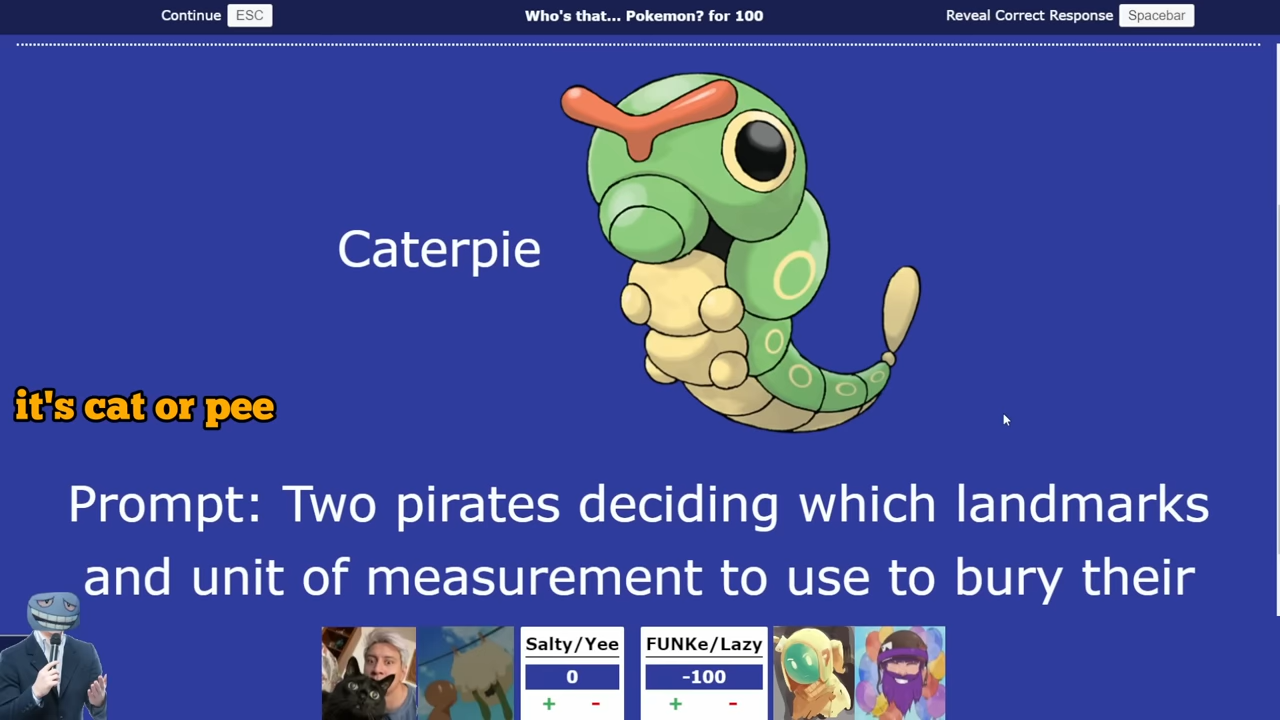 Continue ESC Who's that... Pokemon? for 100 Reveal Correct Response Spacebar
Caterpie
it's cat or pee
Prompt: Two pirates deciding which landmarks
and unit of measurement to use to bury their
Salty/Yee FUNKe/Lazy
0 -100
+ - + -